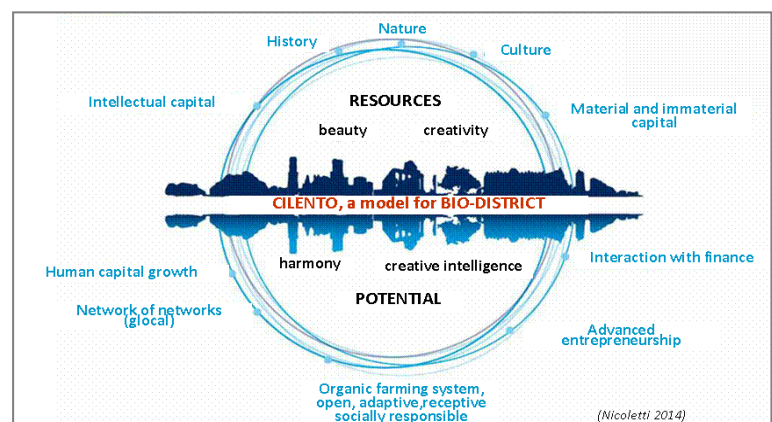 Nature
History
Culture
Intellectual capital
RESOURCES
Material and immaterial
capital
beauty
creativity
CILENTO, a model for BIO-DISTRICT
harmony
creative intelligence
Interaction with finance
Human capital growth
POTENTIAL
Network of networks
(glocal)
Advanced
entrepreneurship
Organic farming system,
open, adaptive,receptive
socially responsible
(Nicoletti 2014)